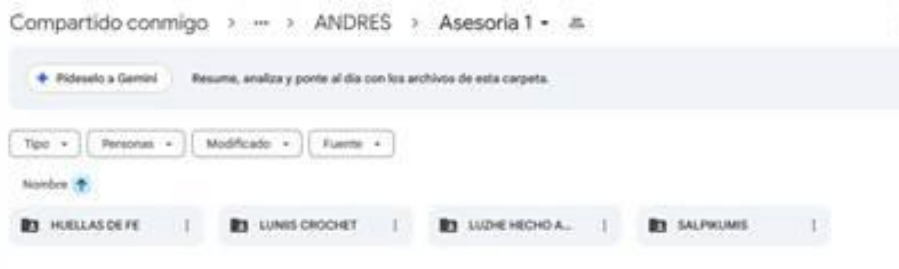 Compartido conmigo > ... > ANDRES > Asesoria 1
Pídeselo a Gemini Resume, analiza y ponte al día con los archivos de esta carpeta.
Tipo Personas Modificado Fuente
Nombre
HUELLAS DE FE LUNIIS CROCHET LUZHE HECHO A... SALPIKUMIS